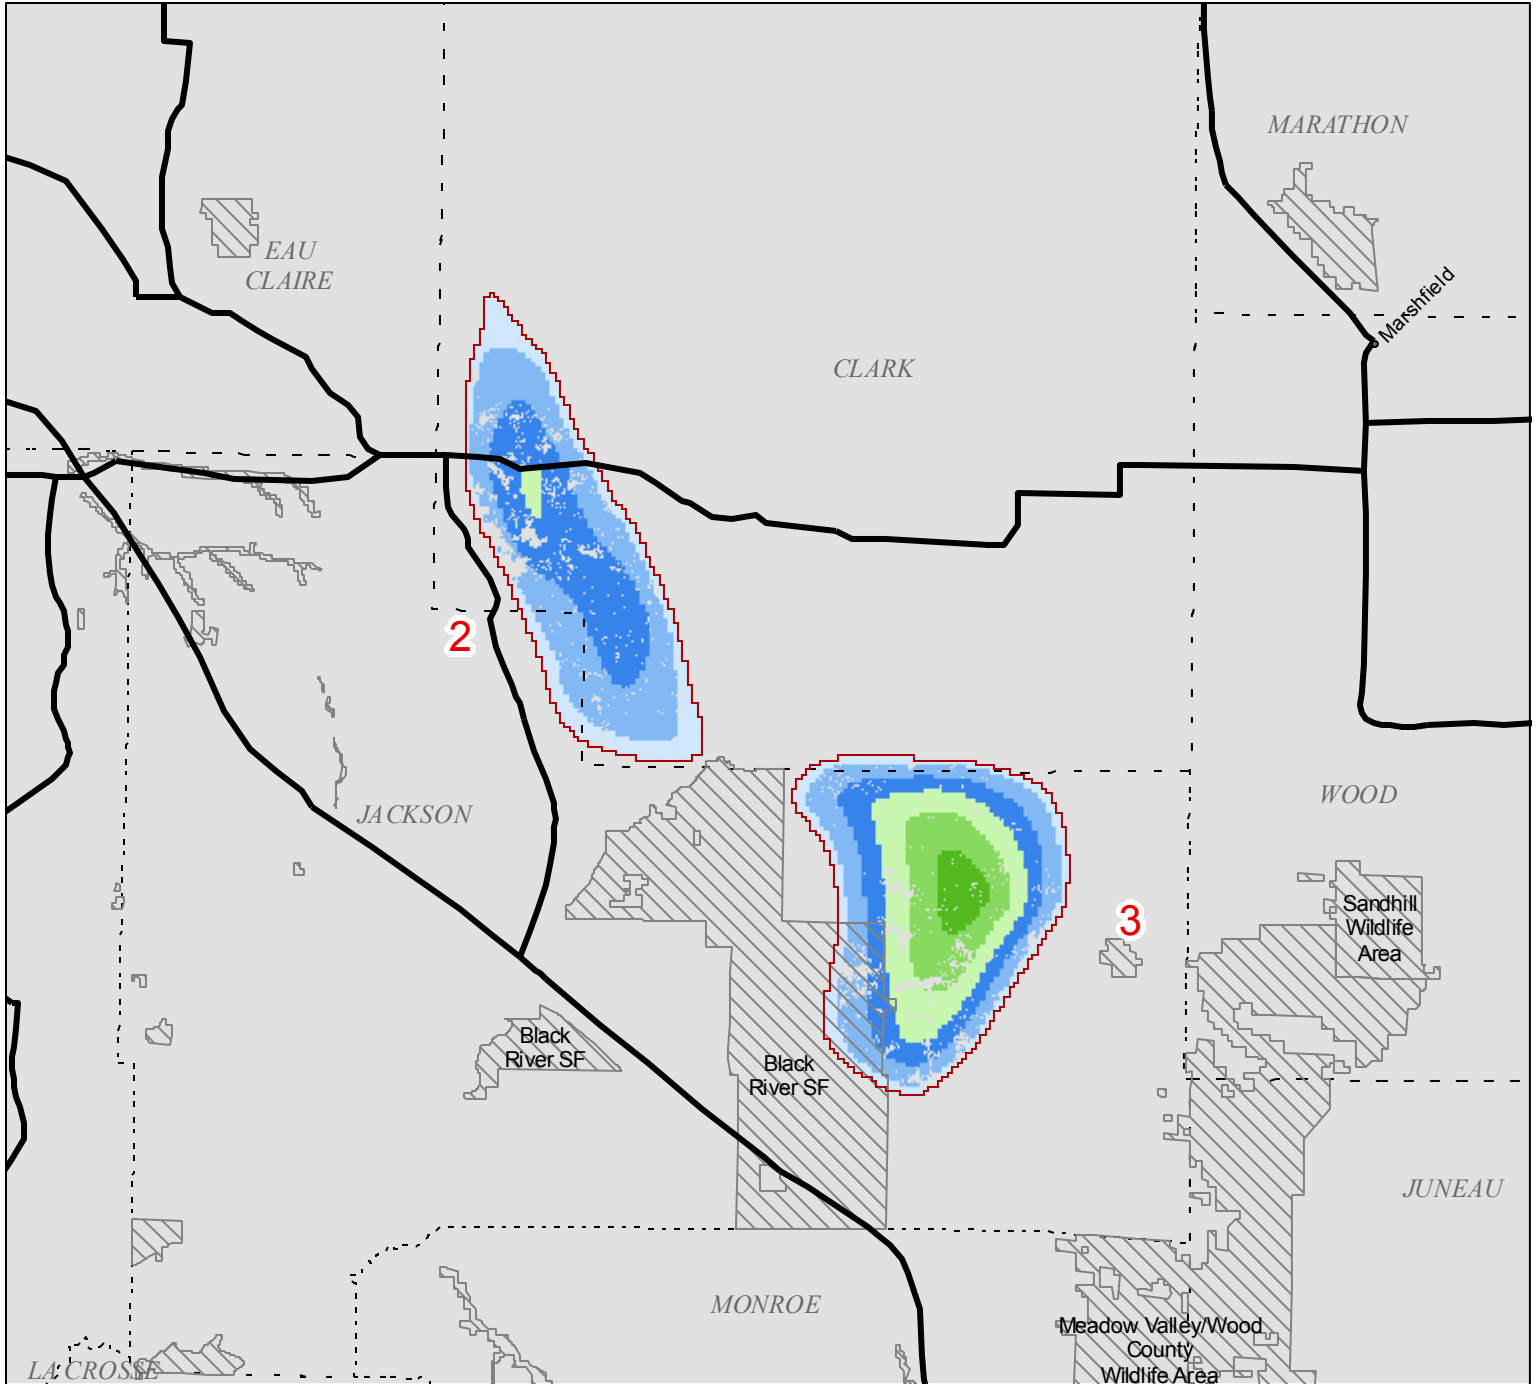 MARATHON
EAU
CLAIRE
Marshfield
CLARK
2
WOOD
JACKSON
3
Sandhill
Wildlife
Area
Black
River SF
Black
River SF
JUNEAU
MONROE
Meadow Valley/Wood
County
Wildlife Area
LA CROSSE